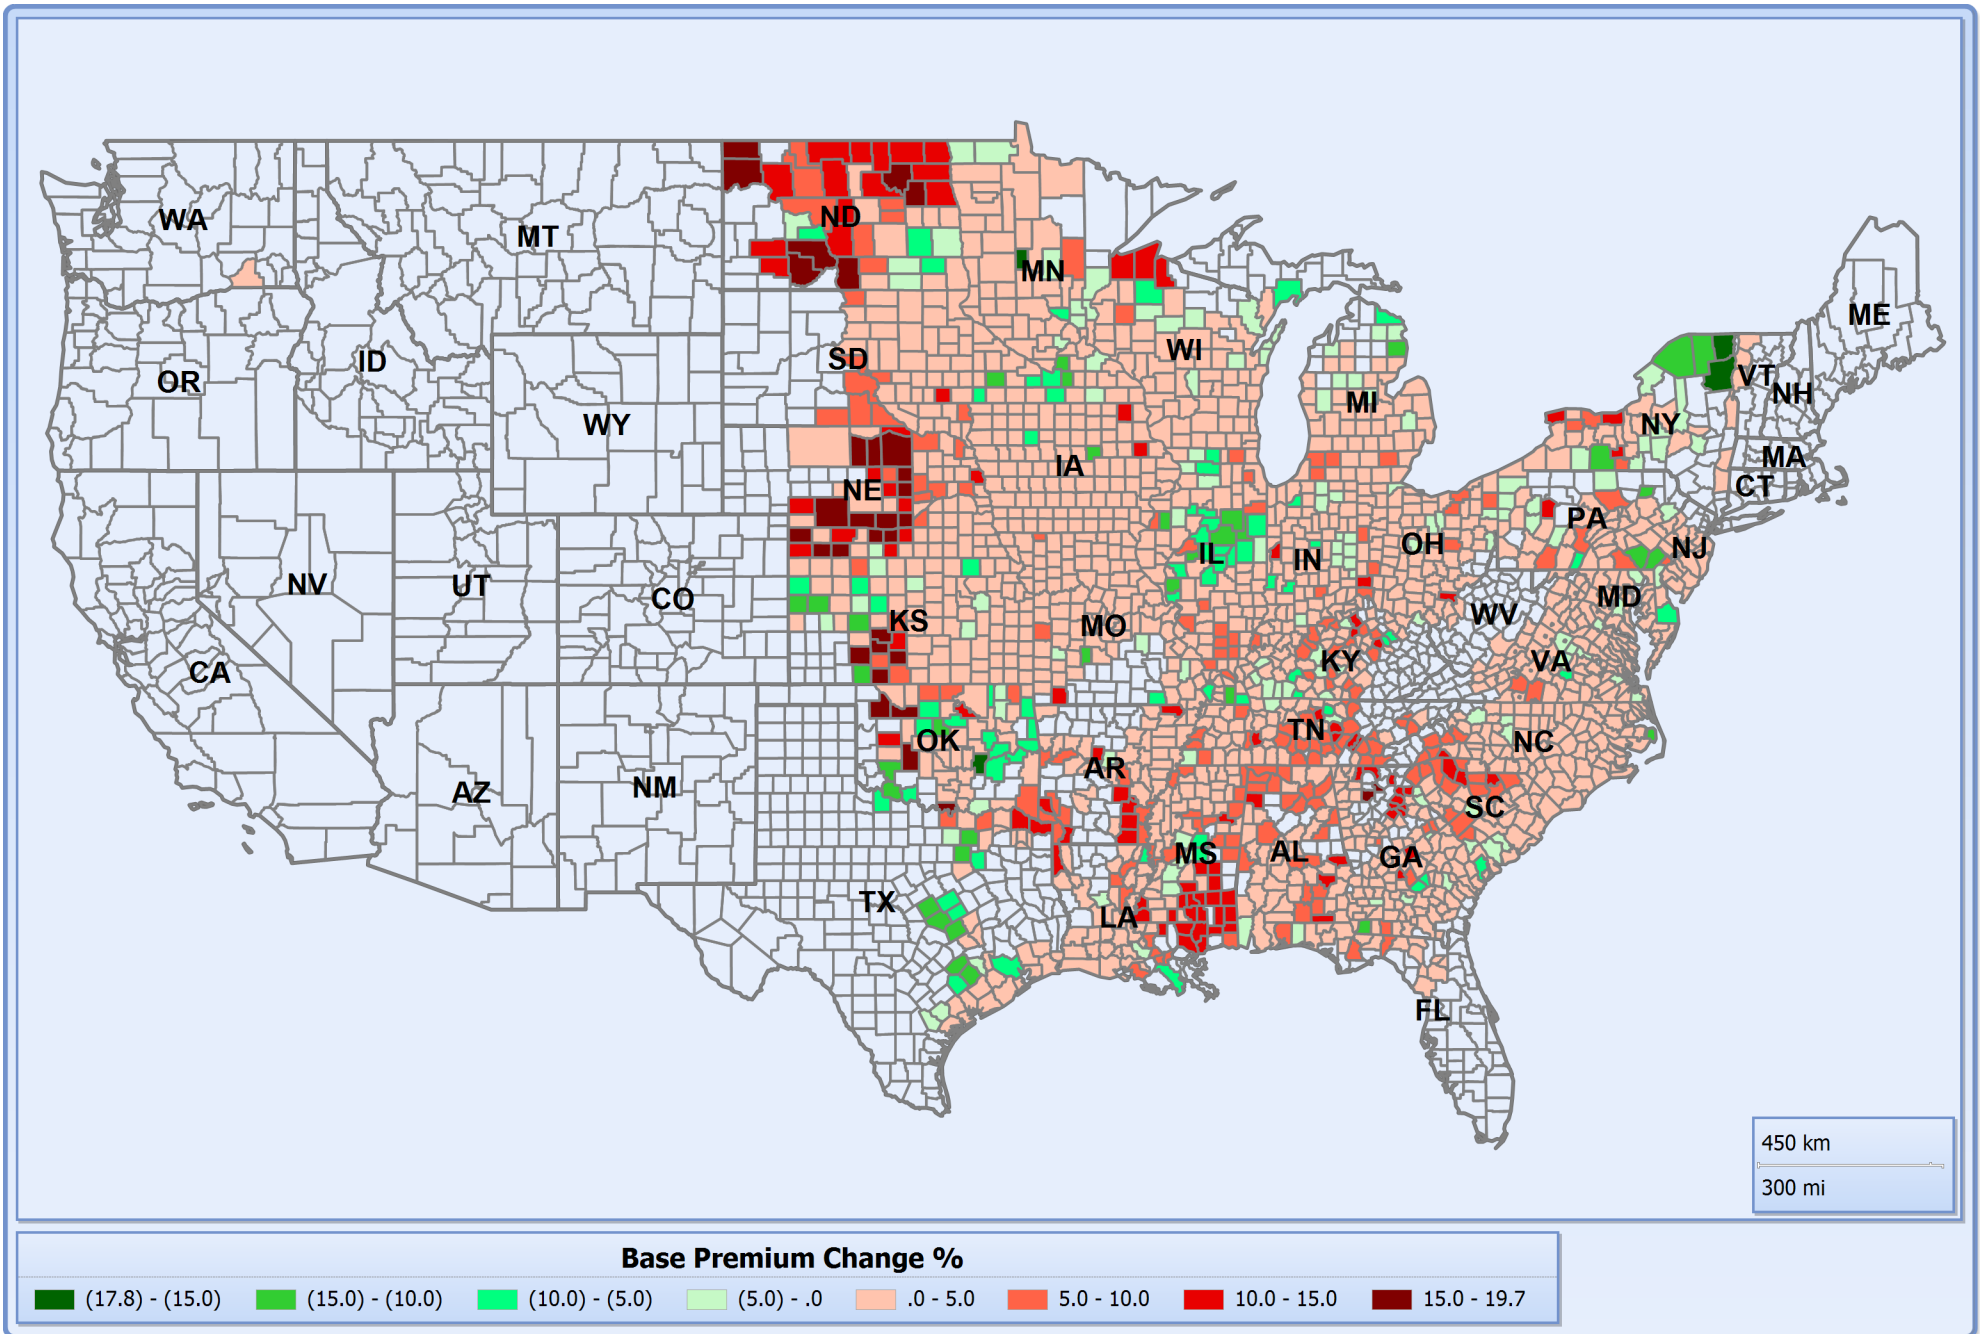 WA
MT
ND
MN
ME
OR
ID
SD
WI
VT
NH
WY
MI
NY
IA
MA
NE
CT
PA
NV
UT
CO
IL
IN
OH
NJ
KS
MO
WV
MD
CA
KY
VA
AZ
NM
OK
AR
TN
NC
SC
TX
LA
MS
AL
GA
FL
450 km
300 mi
Base Premium Change %
(17.8) - (15.0) (15.0) - (10.0) (10.0) - (5.0) (5.0) - .0 .0 - 5.0 5.0 - 10.0 10.0 - 15.0 15.0 - 19.7